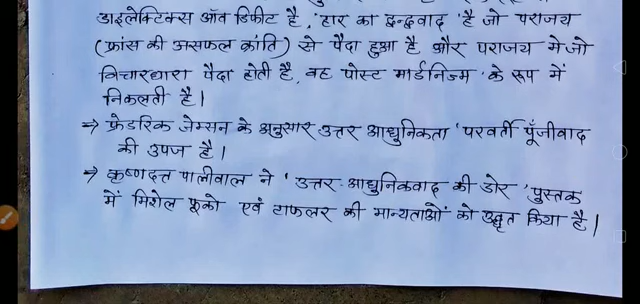 डाइलेक्टिक्स ऑव डिफीट है, 'हार का द्वन्द्ववाद' है जो पराजय
(फ्रांस की असफल क्रांति) से पैदा हुआ है और पराजय में जो
विचारधारा पैदा होती है, वह पोस्ट मार्डनिज्म के रूप में
निकलती है।
⇒ फ्रेडरिक जेम्सन के अनुसार उत्तर आधुनिकता 'परवर्ती पूँजीवाद
की उपज है।
⇒ कृष्णदत्त पालीवाल ने 'उत्तर-आधुनिकवाद की डोर' पुस्तक
में मिशेल फूको एवं टाफलर की मान्यताओं को उद्धृत किया है।